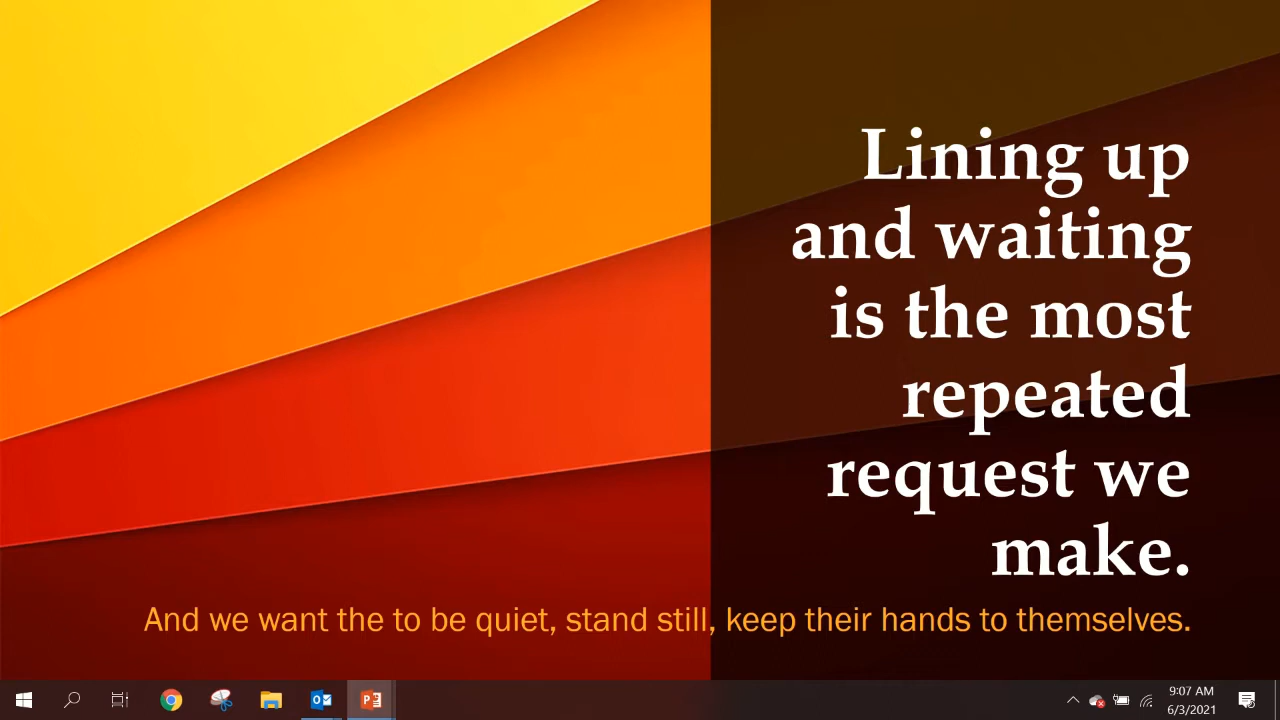 Lining up
and waiting
is the most
repeated
request we
make.
And we want the to be quiet, stand still, keep their hands to themselves.
9:07 AM
6/3/2021